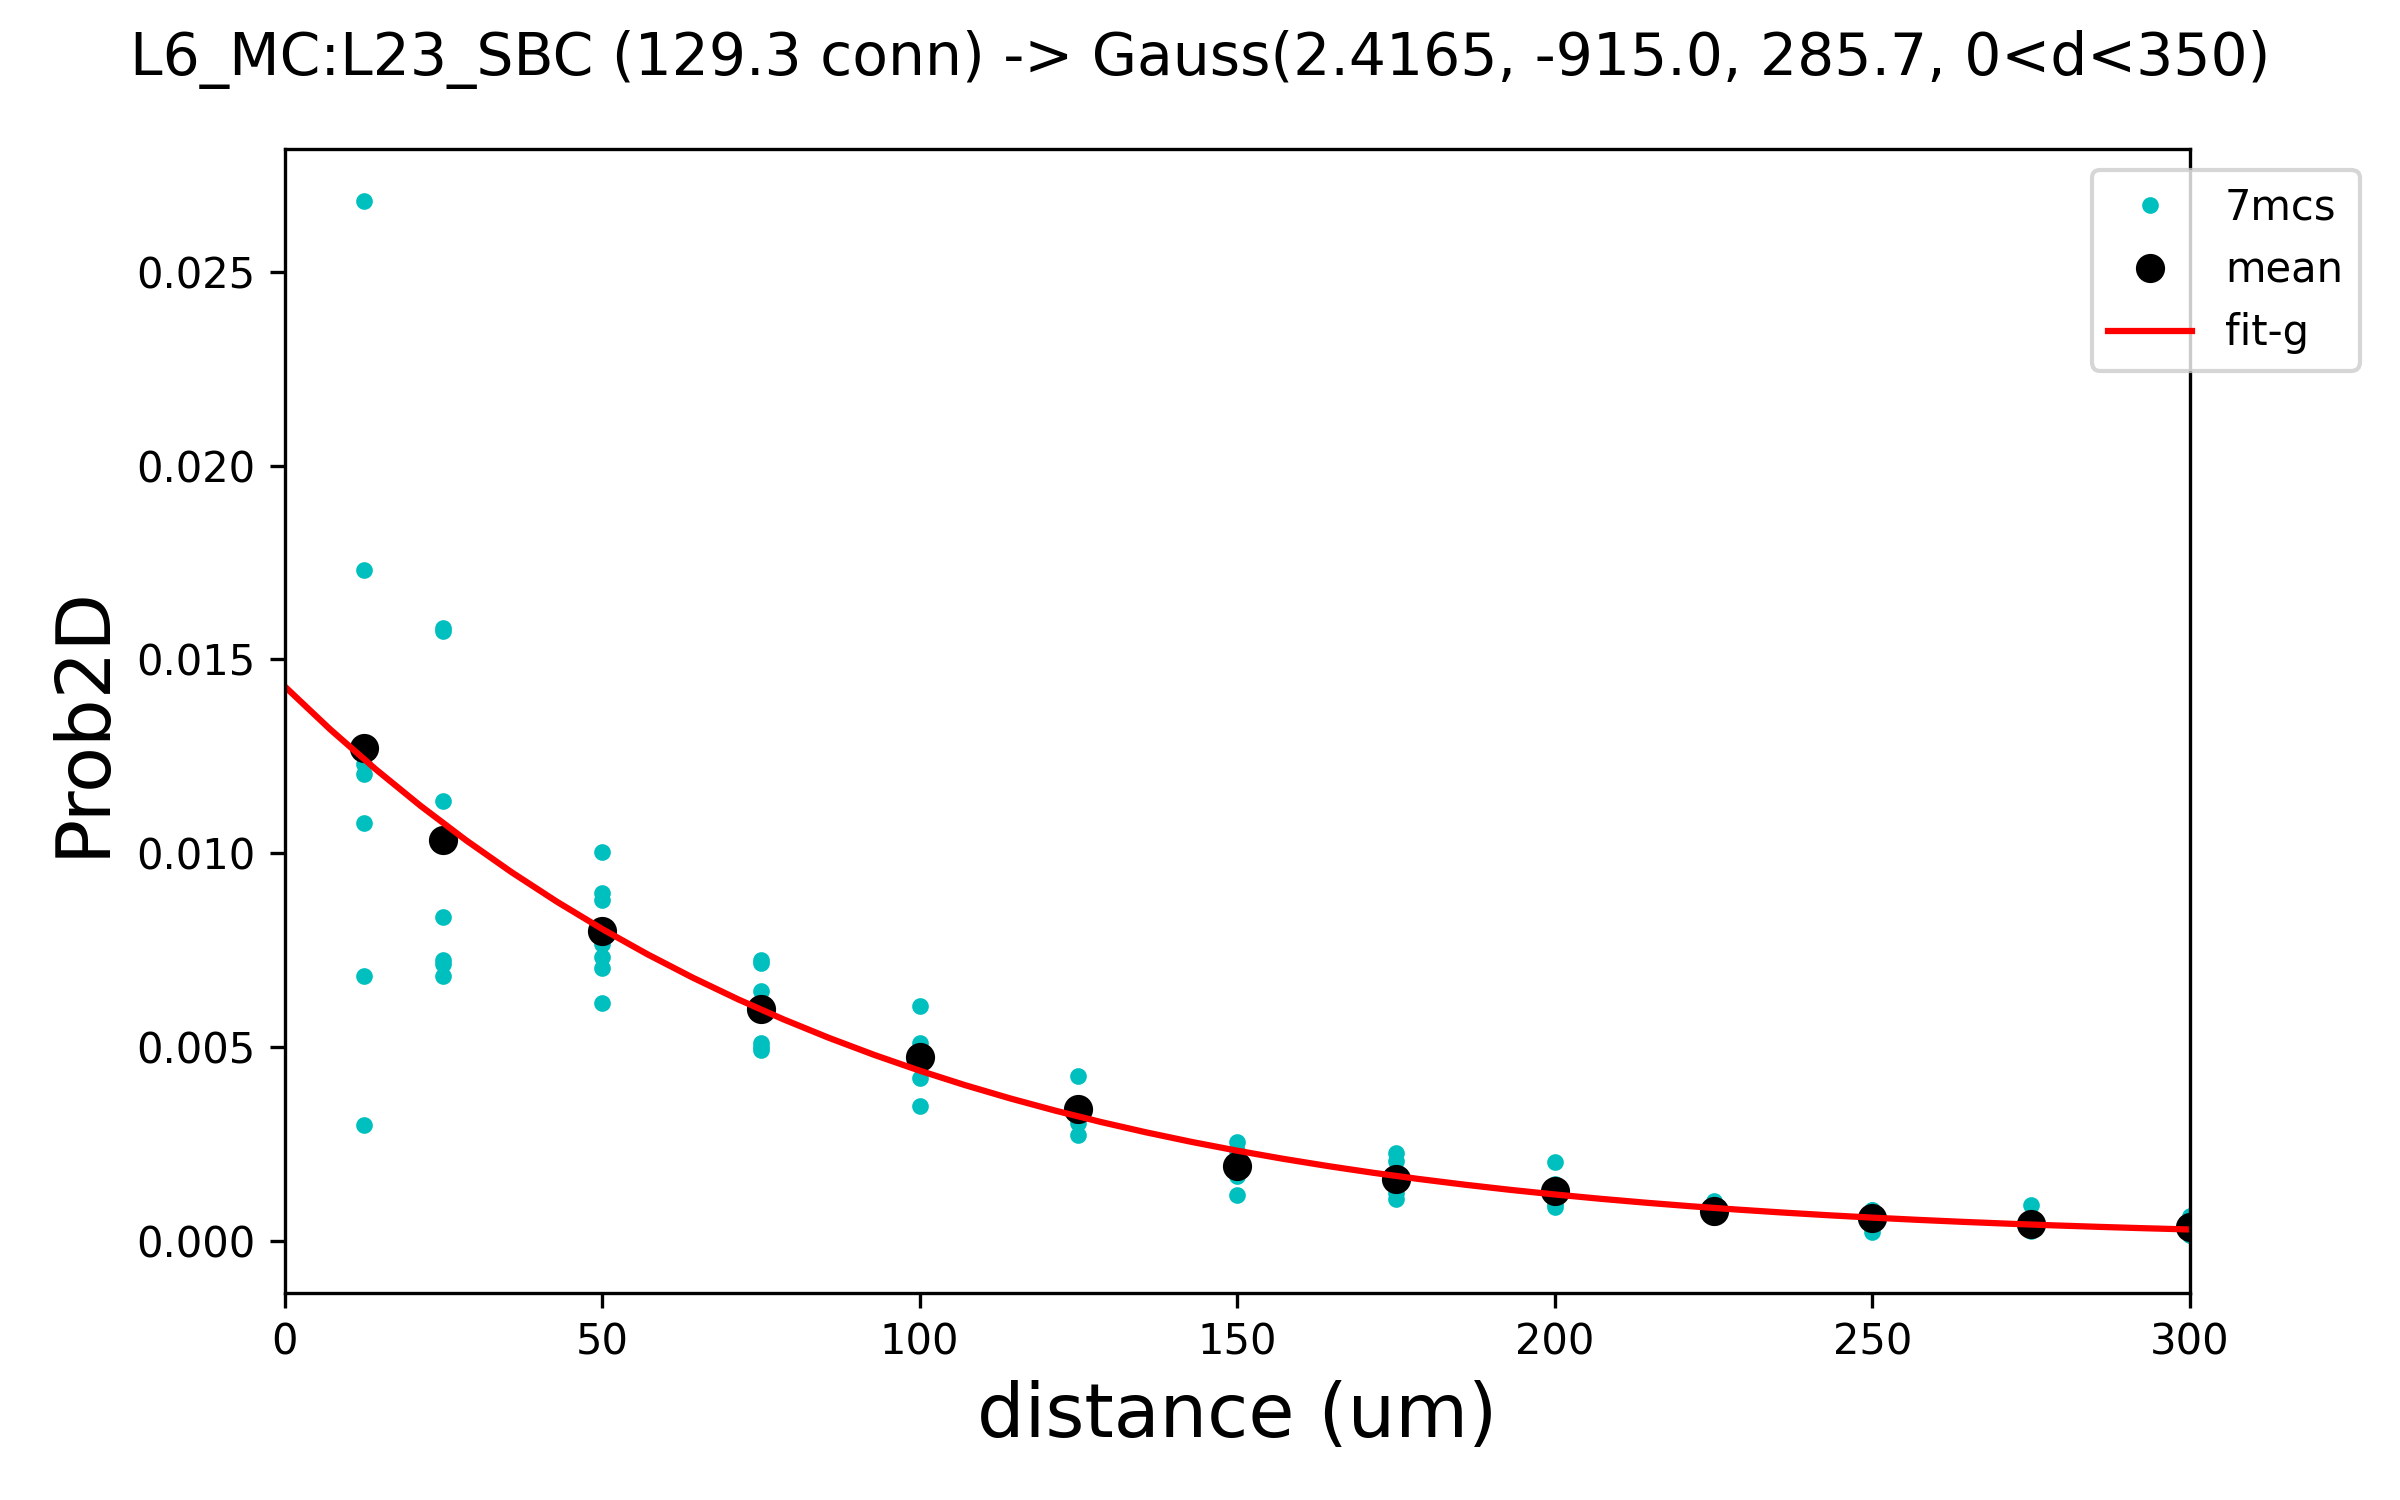 L6_MC:L23_SBC (129.3 conn) -> Gauss(2.4165, -915.0, 285.7, 0<d<350)
7mcs
mean
fit-g
Prob2D
0.025
0.020
0.015
0.010
0.005
0.000
0 50 100 150 200 250 300
distance (um)